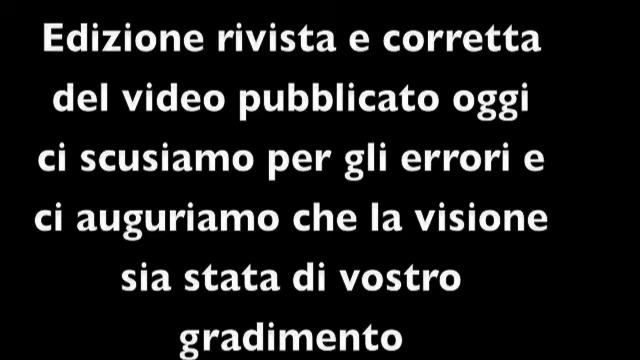 Edizione rivista e corretta
del video pubblicato oggi
ci scusiamo per gli errori e
ci auguriamo che la visione
sia stata di vostro
gradimento